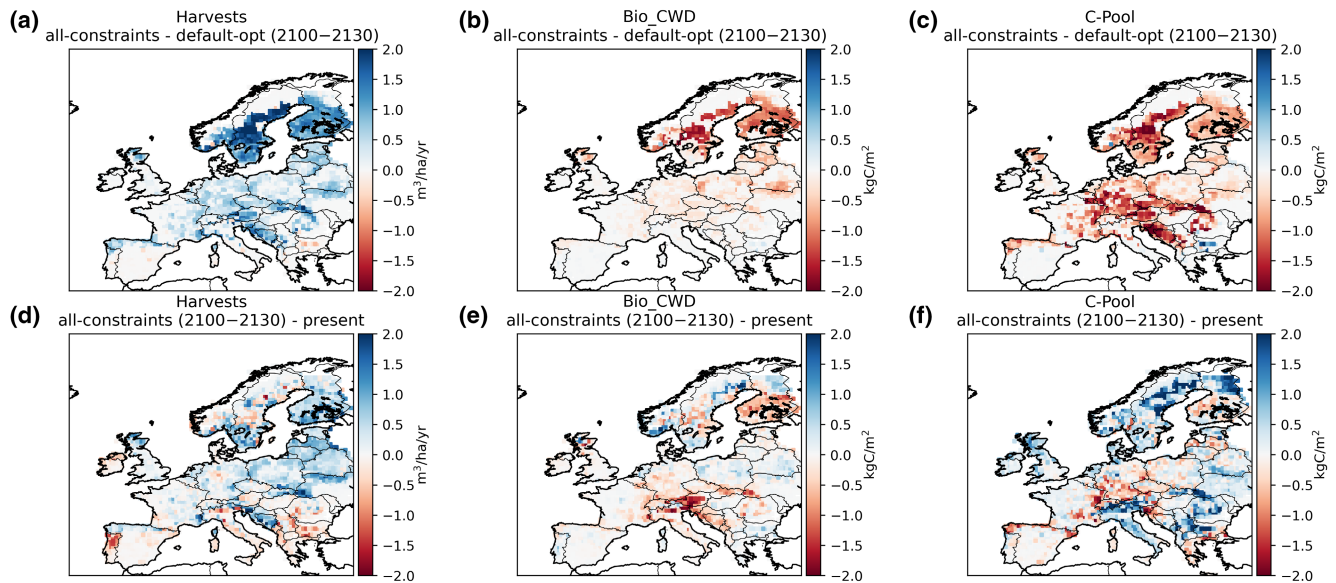 (a)
Harvests
all-constraints - default-opt (2100−2130)
2.0
1.5
1.0
0.5
0.0
−0.5
−1.0
−1.5
−2.0
m³/ha/yr
(b)
Bio_CWD
all-constraints - default-opt (2100−2130)
2.0
1.5
1.0
0.5
0.0
−0.5
−1.0
−1.5
−2.0
kgC/m²
(c)
C-Pool
all-constraints - default-opt (2100−2130)
2.0
1.5
1.0
0.5
0.0
−0.5
−1.0
−1.5
−2.0
kgC/m²
(d)
Harvests
all-constraints (2100−2130) - present
2.0
1.5
1.0
0.5
0.0
−0.5
−1.0
−1.5
−2.0
m³/ha/yr
(e)
Bio_CWD
all-constraints (2100−2130) - present
2.0
1.5
1.0
0.5
0.0
−0.5
−1.0
−1.5
−2.0
kgC/m²
(f)
C-Pool
all-constraints (2100−2130) - present
2.0
1.5
1.0
0.5
0.0
−0.5
−1.0
−1.5
−2.0
kgC/m²